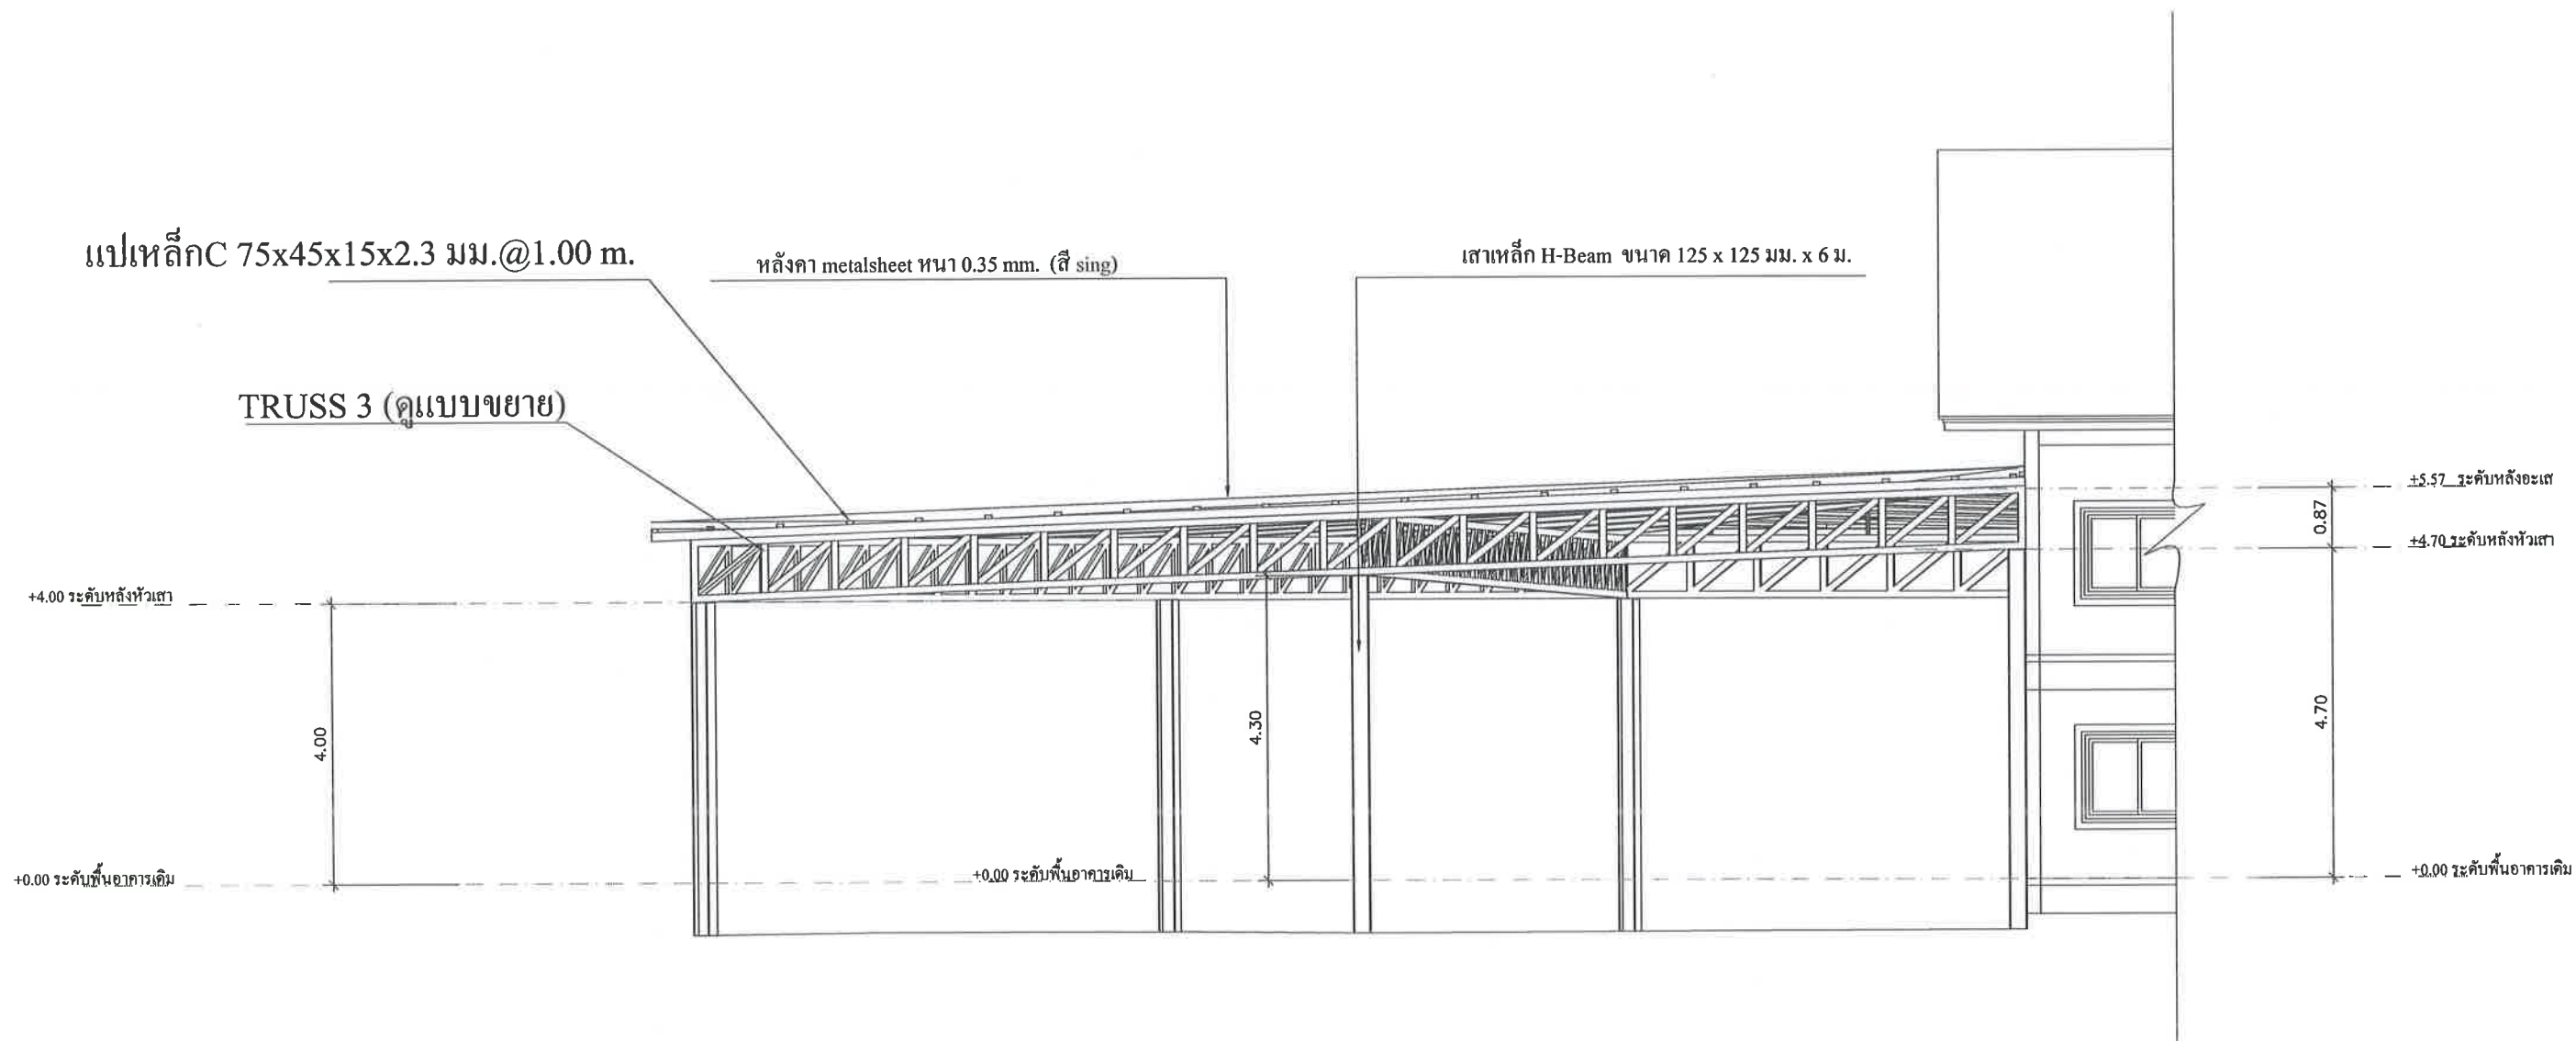 แปเหล็กC 75x45x15x2.3 มม.@1.00 m.
หลังคา metalsheet หนา 0.35 mm. (สี sing)
เสาเหล็ก H-Beam ขนาด 125 x 125 มม. x 6 ม.
TRUSS 3 (ดูแบบขยาย)
+5.57 ระดับหลังอะเส
0.87
+4.70 ระดับหลังหัวเสา
+4.00 ระดับหลังหัวเสา
4.00
4.30
4.70
+0.00 ระดับพื้นอาคารเดิม
+0.00 ระดับพื้นอาคารเดิม
+0.00 ระดับพื้นอาคารเดิม